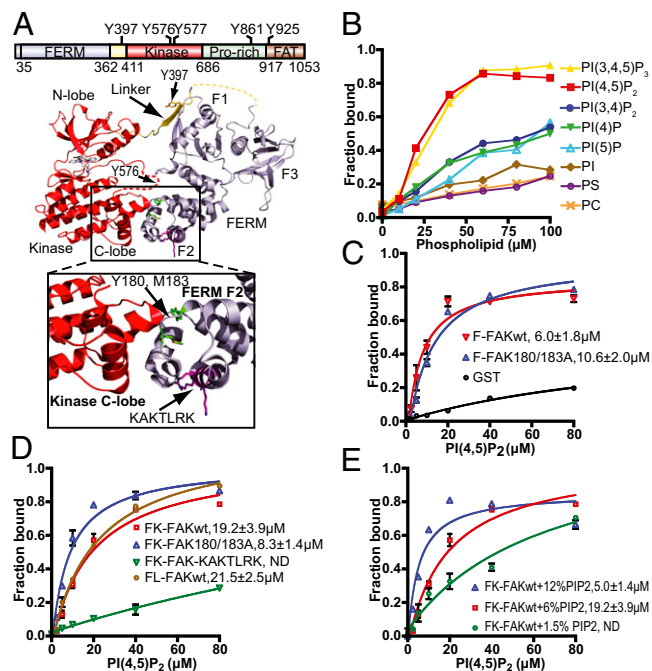 A
Y397 Y576 Y577 Y861 Y925
FERM Kinase Pro-rich FAT
35 362 411 686 917 1053
N-lobe
Linker
Y397
F1
Y576
F3
FERM
Kinase
C-lobe
F2
Y180, M183
FERM F2
Kinase C-lobe
KAKTLRK
B
Fraction bound
1.0
0.8
0.6
0.4
0.2
0.0
0 25 50 75 100
Phospholipid (µM)
PI(3,4,5)P3
PI(4,5)P2
PI(3,4)P2
PI(4)P
PI(5)P
PI
PS
PC
C
Fraction bound
1.0
0.8
0.6
0.4
0.2
0.0
0 20 40 60 80
PI(4,5)P2 (µM)
F-FAKwt, 6.0±1.8µM
F-FAK180/183A,10.6±2.0µM
GST
D
Fraction bound
1.0
0.8
0.6
0.4
0.2
0.0
0 20 40 60 80
PI(4,5)P2 (µM)
FK-FAKwt,19.2±3.9µM
FK-FAK180/183A,8.3±1.4µM
FK-FAK-KAKTLRK, ND
FL-FAKwt,21.5±2.5µM
E
Fraction bound
1.0
0.8
0.6
0.4
0.2
0.0
0 20 40 60 80
PI(4,5)P2 (µM)
FK-FAKwt+12%PIP2,5.0±1.4µM
FK-FAKwt+6%PIP2,19.2±3.9µM
FK-FAKwt+1.5% PIP2, ND